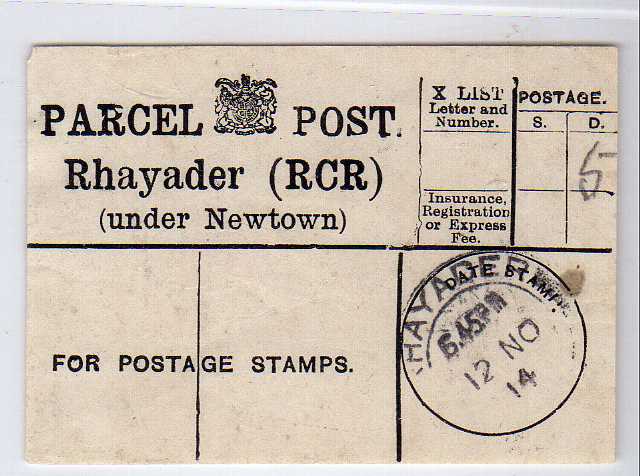 PARCEL POST.
Rhayader (RCR)
(under Newtown)
X LIST
Letter and
Number.
Insurance,
Registration
or Express
Fee.
POSTAGE.
S. D.
5
FOR POSTAGE STAMPS.
DATE STAMP.
HAYADER
6.45PM
12 NO
14